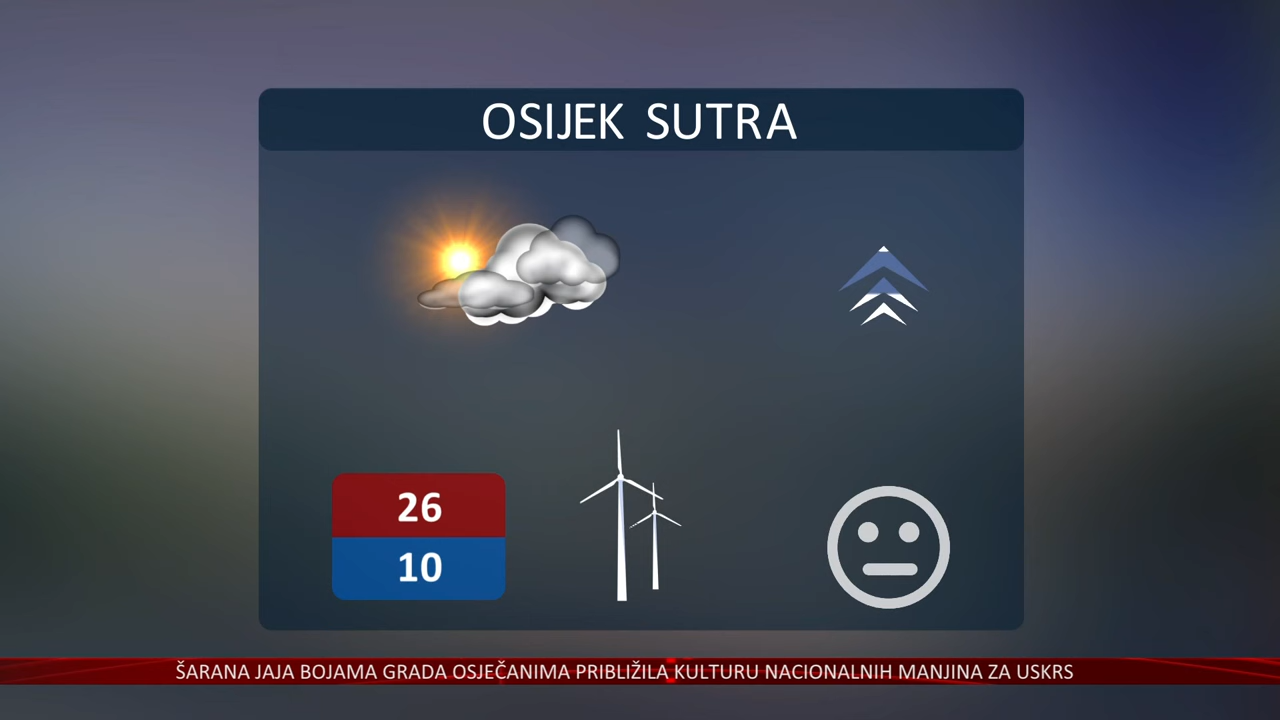 OSIJEK SUTRA
26
10
ŠARANA JAJA BOJAMA GRADA OSJEČANIMA PRIBLIŽILA KULTURU NACIONALNIH MANJINA ZA USKRS